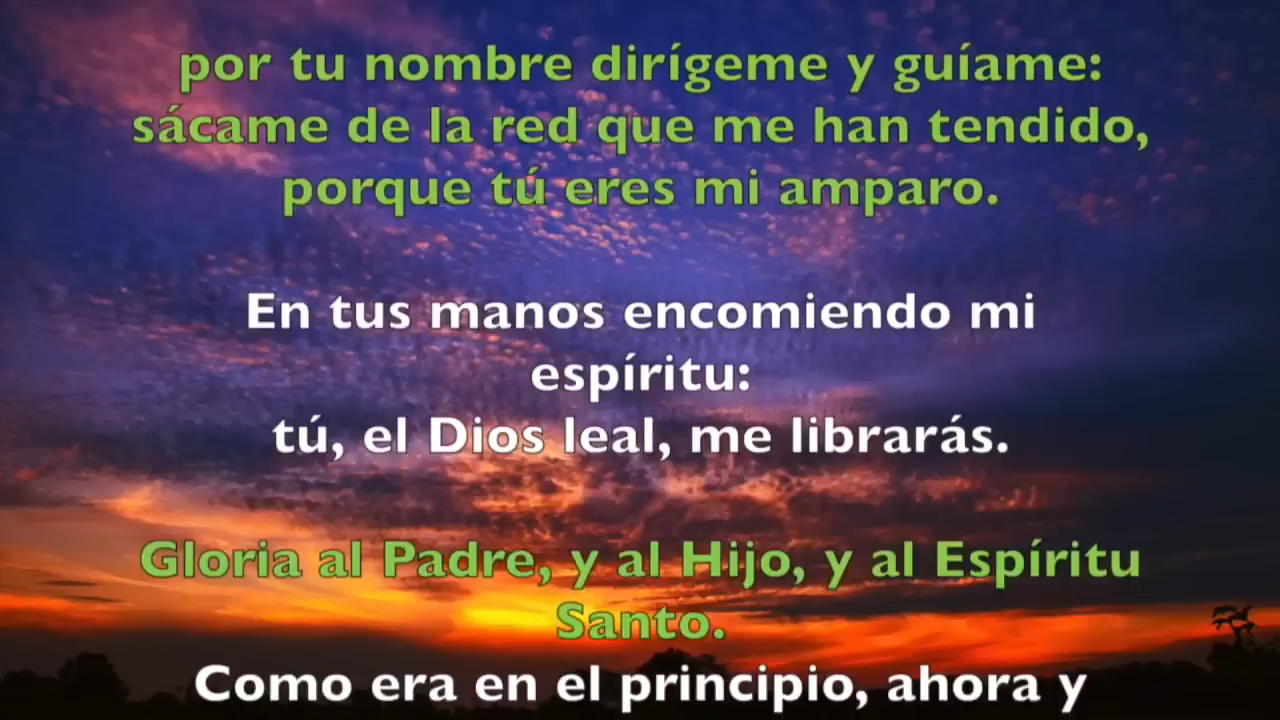 por tu nombre dirígeme y guíame:
sácame de la red que me han tendido,
porque tú eres mi amparo.
En tus manos encomiendo mi
espíritu:
tú, el Dios leal, me librarás.
Gloria al Padre, y al Hijo, y al Espíritu
Santo.
Como era en el principio, ahora y